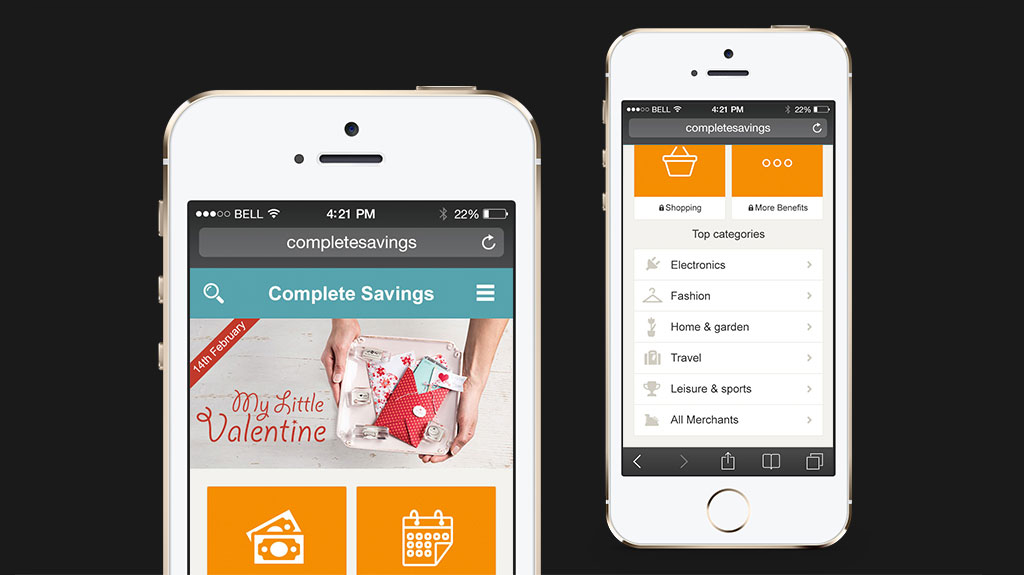 BELL 4:21 PM 22%
completesavings
Complete Savings
14th February
My Little
Valentine
BELL 4:21 PM 22%
completesavings
Shopping More Benefits
Top categories
Electronics
Fashion
Home & garden
Travel
Leisure & sports
All Merchants